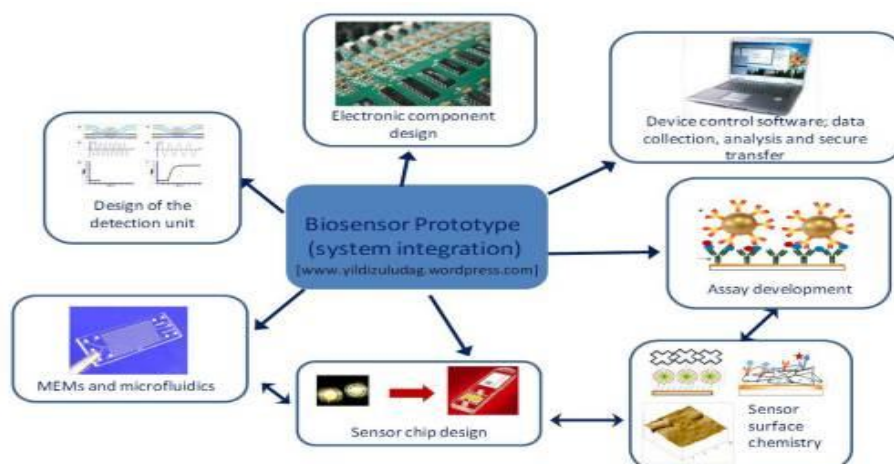 Electronic component
design
Device control software; data
collection, analysis and secure
transfer
Design of the
detection unit
Biosensor Prototype
(system integration)
[www.yildizuludag.wordpress.com]
Assay development
MEMs and microfluidics
Sensor chip design
Sensor
surface
chemistry